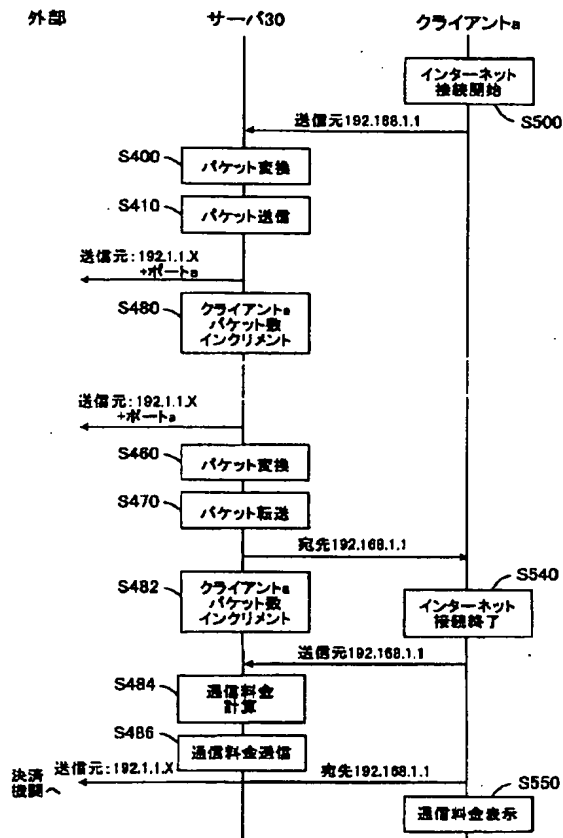 外部
サーバ30
クライアントa
インターネット
接続開始
S500
送信元192.168.1.1
S400
パケット変換
S410
パケット送信
送信元:192.1.1.X
+ポートa
S480
クライアントa
パケット数
インクリメント
送信元:192.1.1.X
+ポートa
S460
パケット変換
S470
パケット転送
宛先192.168.1.1
S482
クライアントa
パケット数
インクリメント
S540
インターネット
接続終了
送信元192.168.1.1
S484
通信料金
計算
S486
通信料金送信
決済
機関へ
送信元:192.1.1.X
宛先192.168.1.1
S550
通信料金表示